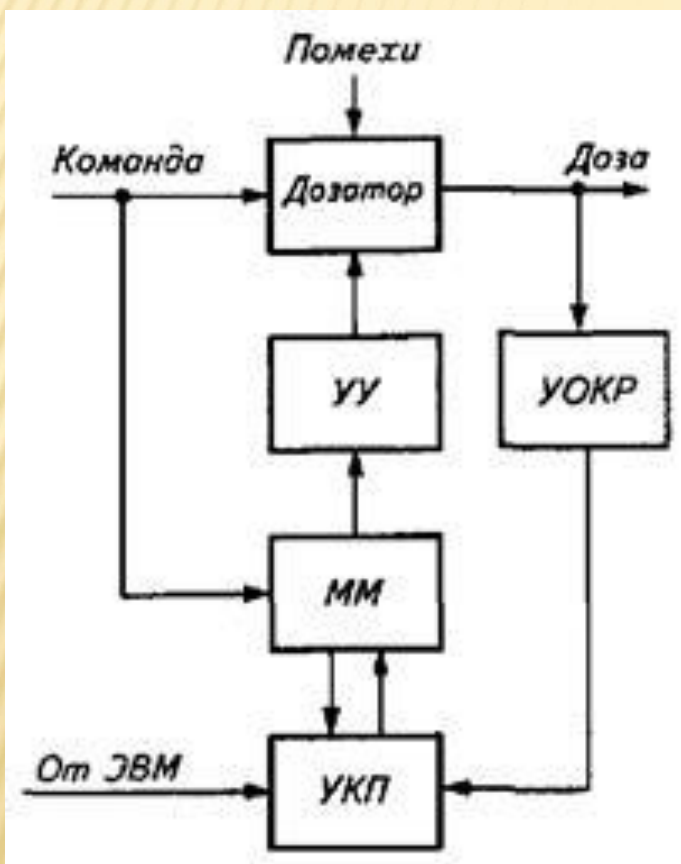 Помехи
Команда
Дозатор
Доза
УУ
УОКР
ММ
От ЭВМ
УКП